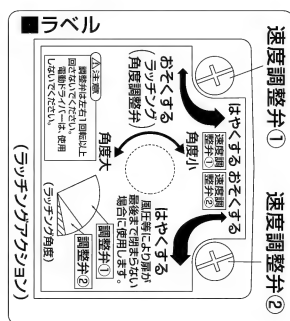 ■ラベル
速度調整弁①
速度調整弁②
はやくする おそくする
速度調整弁①
速度調整弁②
おそくする
(ラッチング角度調整弁)
角度小
角度大
はやくする
風圧等により扉が
最後まで閉まらない
場合に使用します。
⚠注意
調整弁は左右1回転以上
回さないでください。
電動ドライバーは、使用
しないでください。
調整弁①
調整弁②
(ラッチング角度)
(ラッチングアクション)